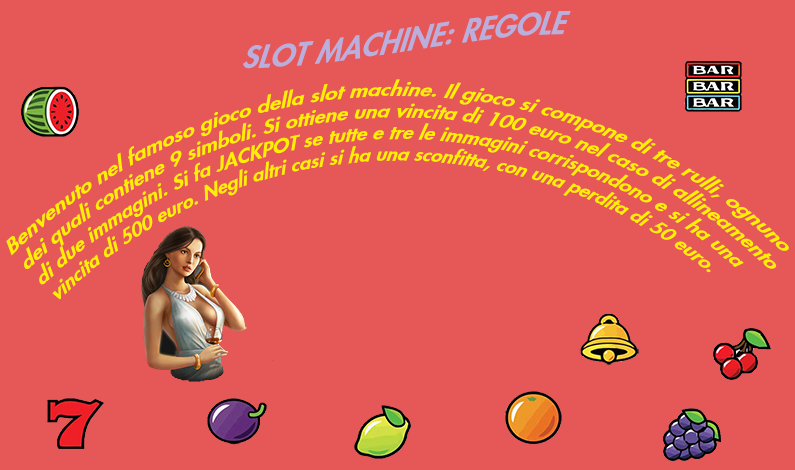 SLOT MACHINE: REGOLE
BAR
BAR
BAR
Benvenuto nel famoso gioco della slot machine. Il gioco si compone di tre rulli, ognuno
dei quali contiene 9 simboli. Si ottiene una vincita di 100 euro nel caso di allineamento
di due immagini. Si fa JACKPOT se tutte e tre le immagini corrispondono e si ha una
vincita di 500 euro. Negli altri casi si ha una sconfitta, con una perdita di 50 euro.
7